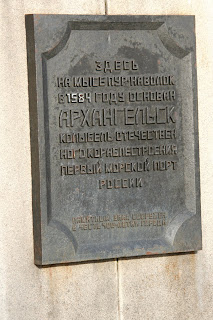 ЗДЕСЬ
НА МЫСЕ ПУР-НАВОЛОК
В 1584 ГОДУ ОСНОВАН
АРХАНГЕЛЬСК
КОЛЫБЕЛЬ ОТЕЧЕСТВЕН
НОГО КОРАБЛЕСТРОЕНИЯ
ПЕРВЫЙ МОРСКОЙ ПОРТ
РОССИИ